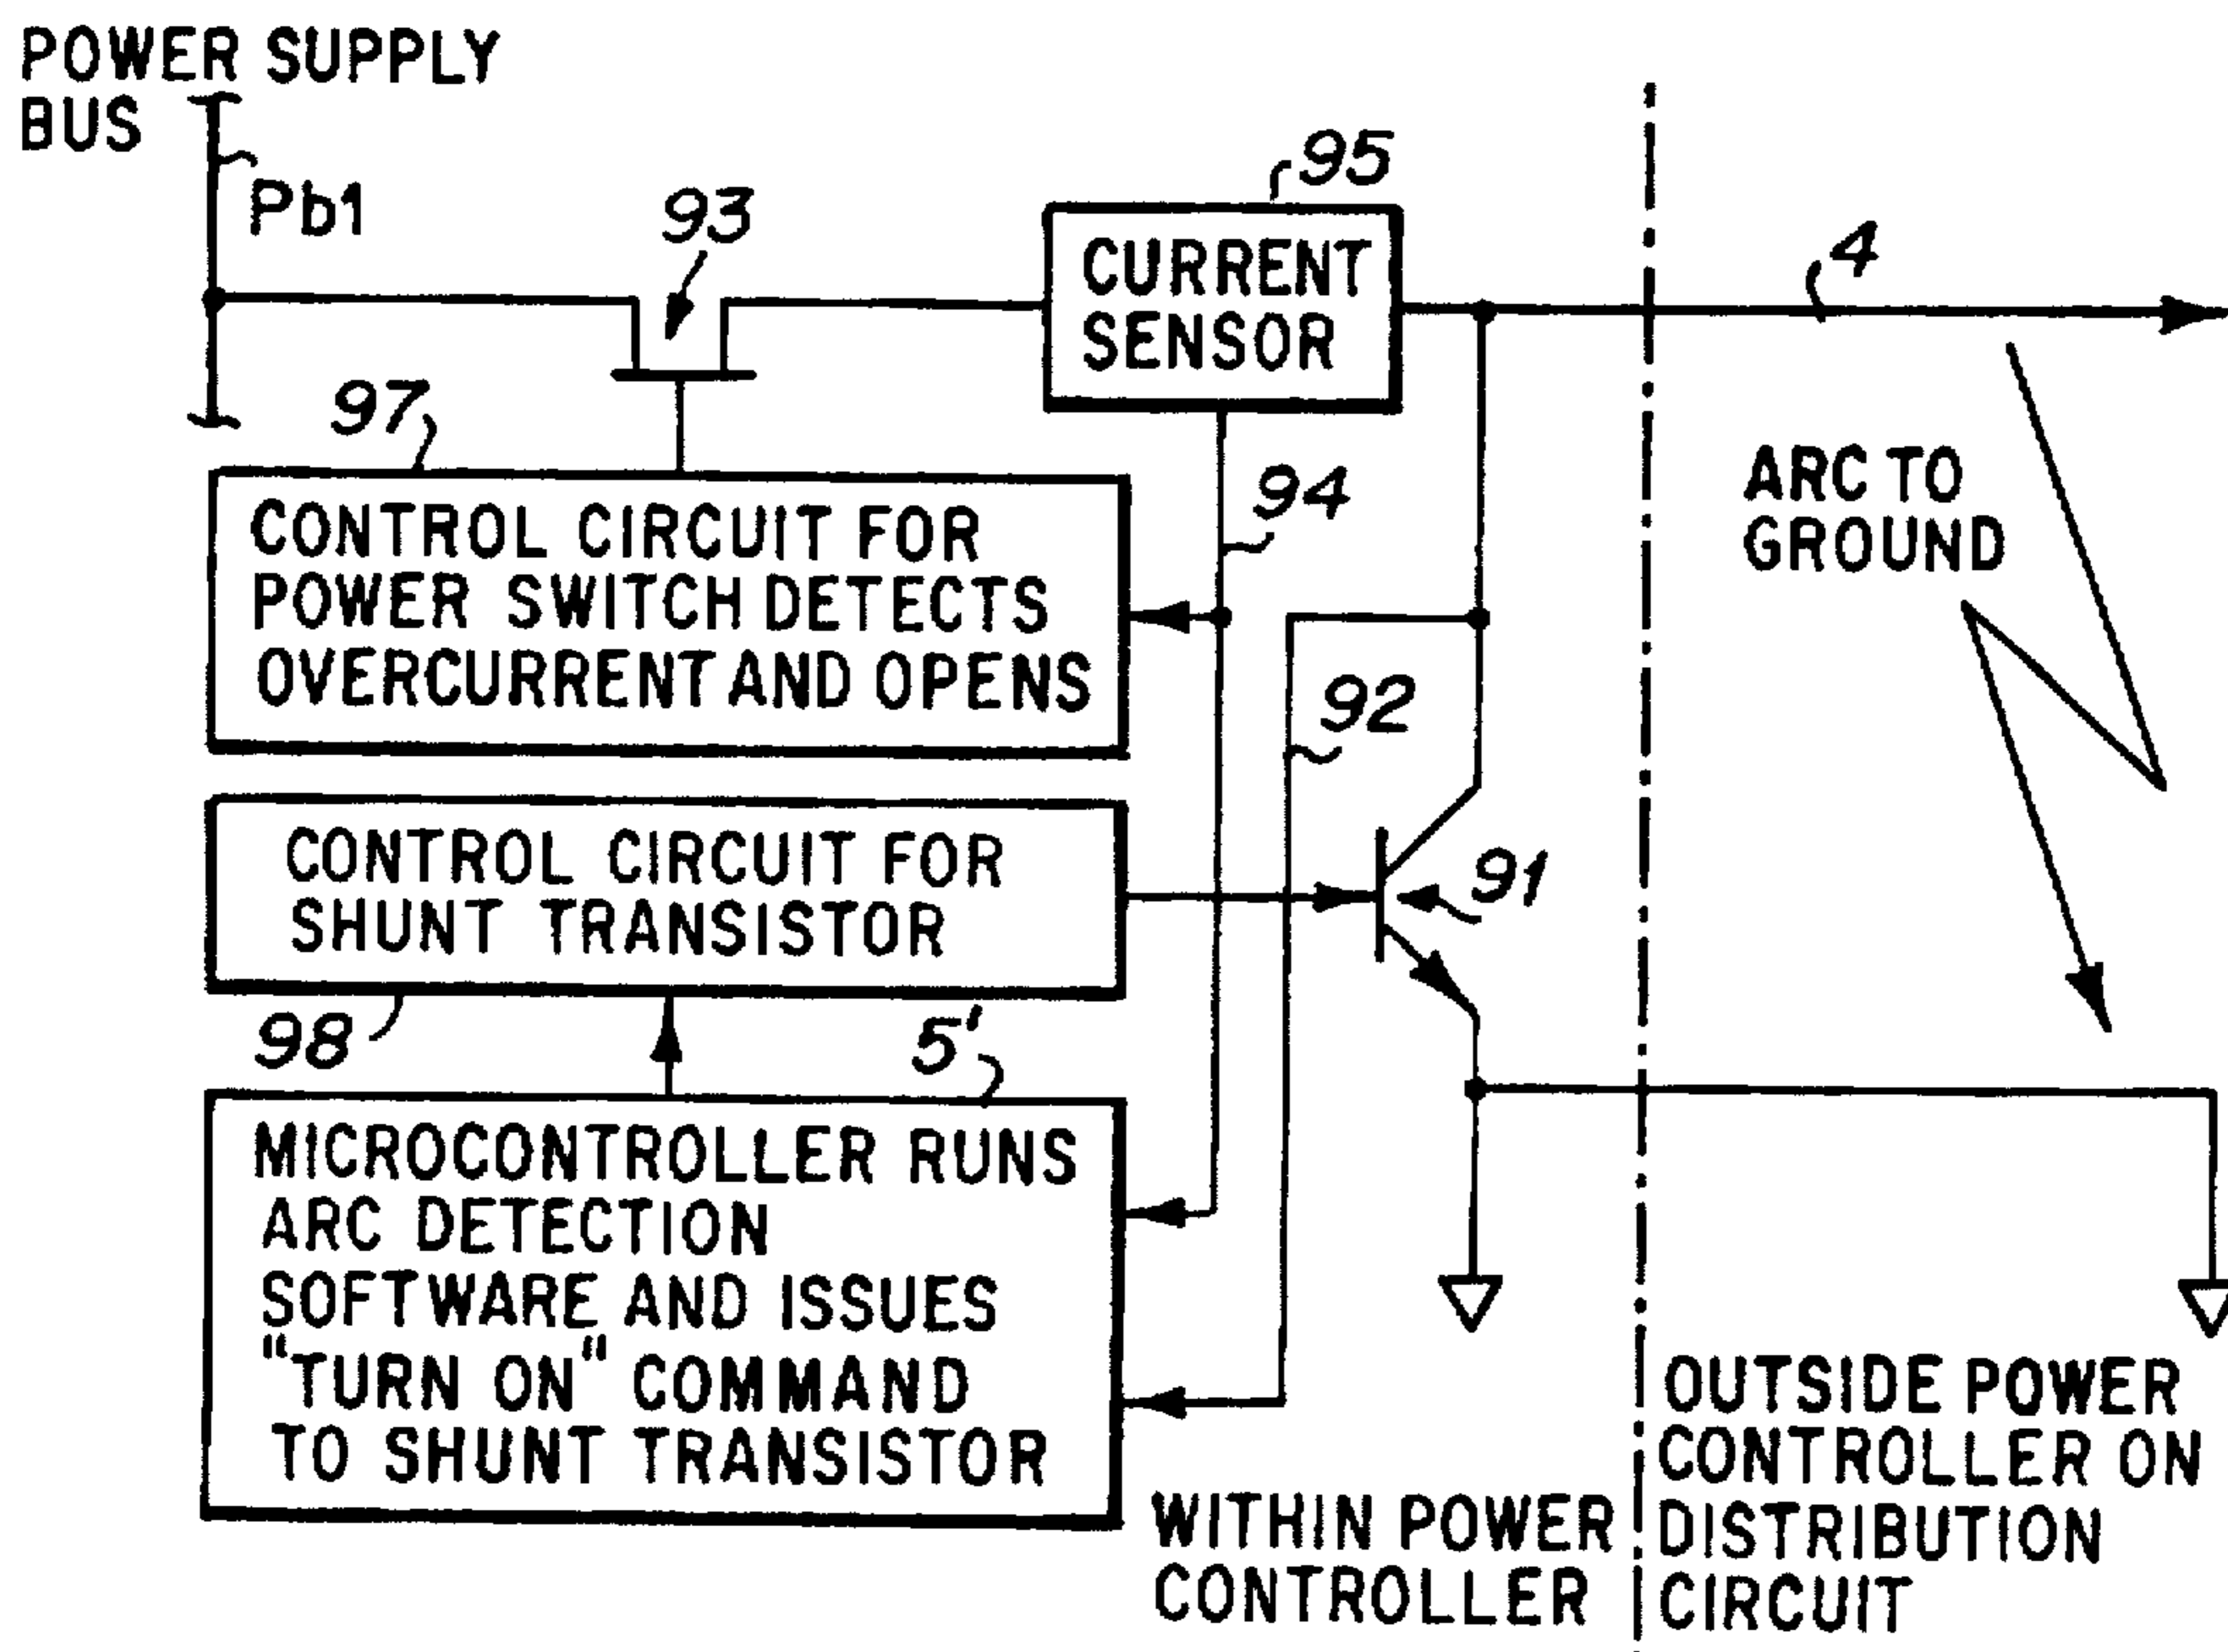 POWER SUPPLY
BUS
Pb1
93
95
4
97
CURRENT
SENSOR
94
ARC TO
GROUND
CONTROL CIRCUIT FOR
POWER SWITCH DETECTS
OVERCURRENT AND OPENS
92
CONTROL CIRCUIT FOR
SHUNT TRANSISTOR
91
98
5'
MICROCONTROLLER RUNS
ARC DETECTION
SOFTWARE AND ISSUES
"TURN ON" COMMAND
TO SHUNT TRANSISTOR
WITHIN POWER
CONTROLLER
OUTSIDE POWER
CONTROLLER ON
DISTRIBUTION
CIRCUIT